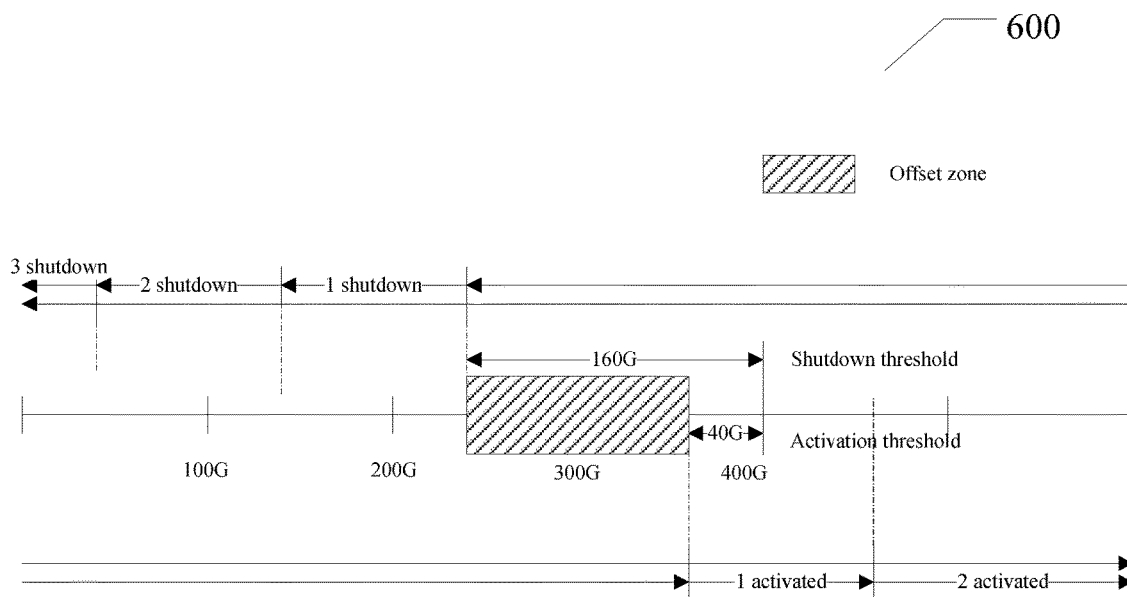 600
Offset zone
3 shutdown
2 shutdown
1 shutdown
160G
Shutdown threshold
40G
Activation threshold
100G
200G
300G
400G
1 activated
2 activated